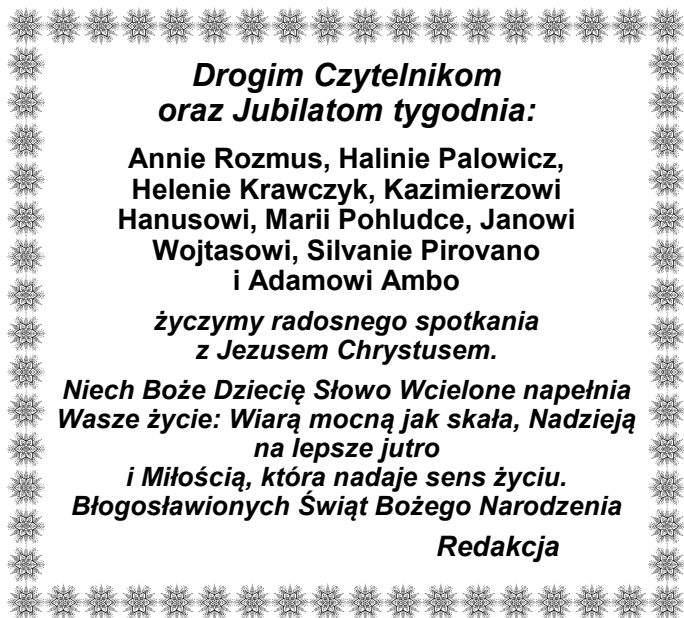 Drogim Czytelnikom
oraz Jubilatom tygodnia:
Annie Rozmus, Halinie Palowicz,
Helenie Krawczyk, Kazimierzowi
Hanusowi, Marii Pohludce, Janowi
Wojtasowi, Silvanie Pirovano
i Adamowi Ambo
życzymy radosnego spotkania
z Jezusem Chrystusem.
Niech Boże Dziecię Słowo Wcielone napełnia
Wasze życie: Wiarą mocną jak skała, Nadzieją
na lepsze jutro
i Miłością, która nadaje sens życiu.
Błogosławionych Świąt Bożego Narodzenia
Redakcja